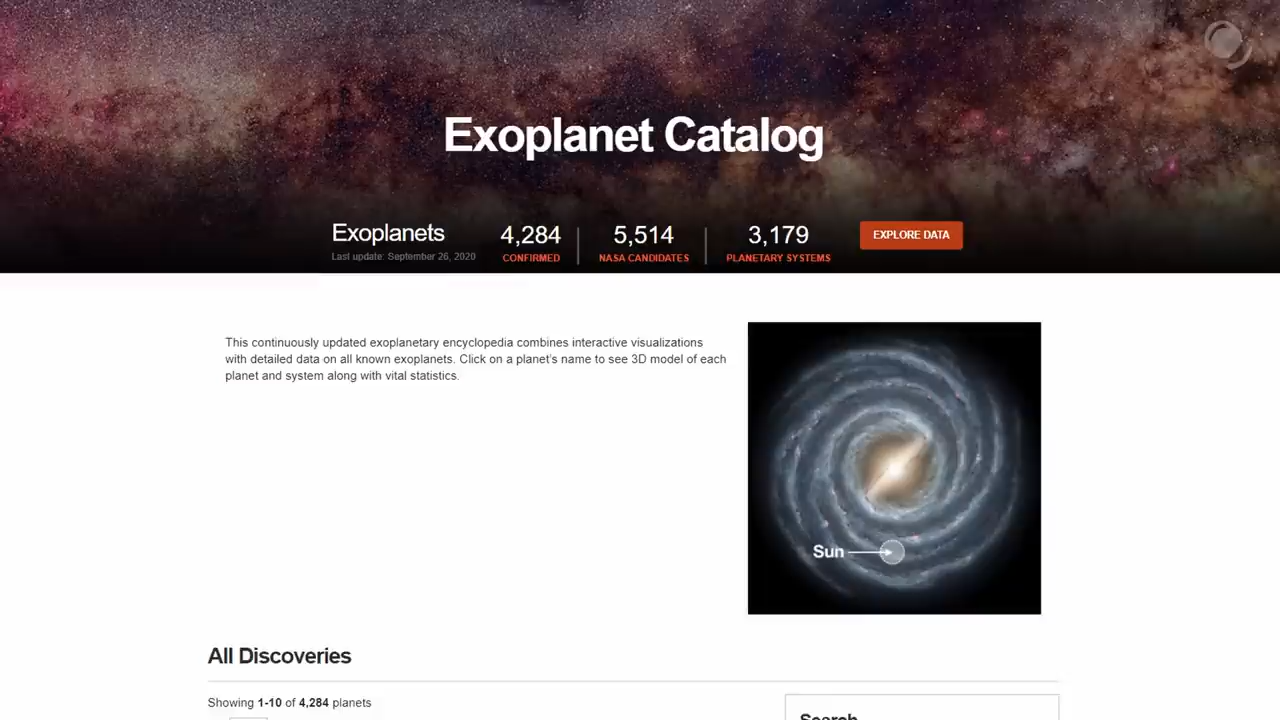 Exoplanet Catalog
Exoplanets
Last update: September 26, 2020
4,284
CONFIRMED
5,514
NASA CANDIDATES
3,179
PLANETARY SYSTEMS
EXPLORE DATA
This continuously updated exoplanetary encyclopedia combines interactive visualizations
with detailed data on all known exoplanets. Click on a planet's name to see 3D model of each
planet and system along with vital statistics.
Sun
All Discoveries
Showing 1-10 of 4,284 planets
Search